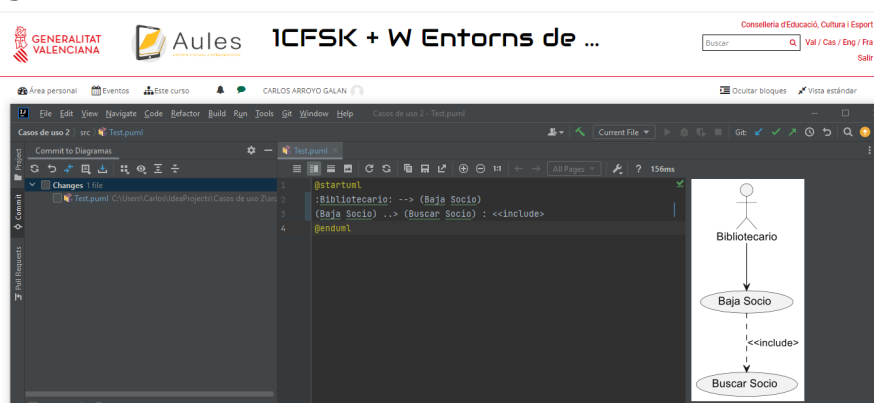 Conselleria d'Educació, Cultura i Esport
GENERALITAT
VALENCIANA
Aules
1CFSK + W Entorns de ...
Buscar
Val / Cas / Eng / Fra
Salir
Área personal
Eventos
Este curso
CARLOS ARROYO GALAN
Ocultar bloques
Vista estándar
File Edit View Navigate Code Refactor Build Run Tools Git Window Help
Casos de uso 2 - Test.puml
Casos de uso 2 src Test.puml
Current File
Git:
Project
Commit to Diagramas
Test.puml
All Pages
156ms
Changes 1 file
Test.puml C:\Users\Carlos\IdeaProjects\Casos de uso 2\src
Commit
Pull Requests
1 @startuml
2 :Bibliotecario: --> (Baja Socio)
3 (Baja Socio) ..> (Buscar Socio) : <<include>
4 @enduml
Bibliotecario
Baja Socio
<<include>
Buscar Socio